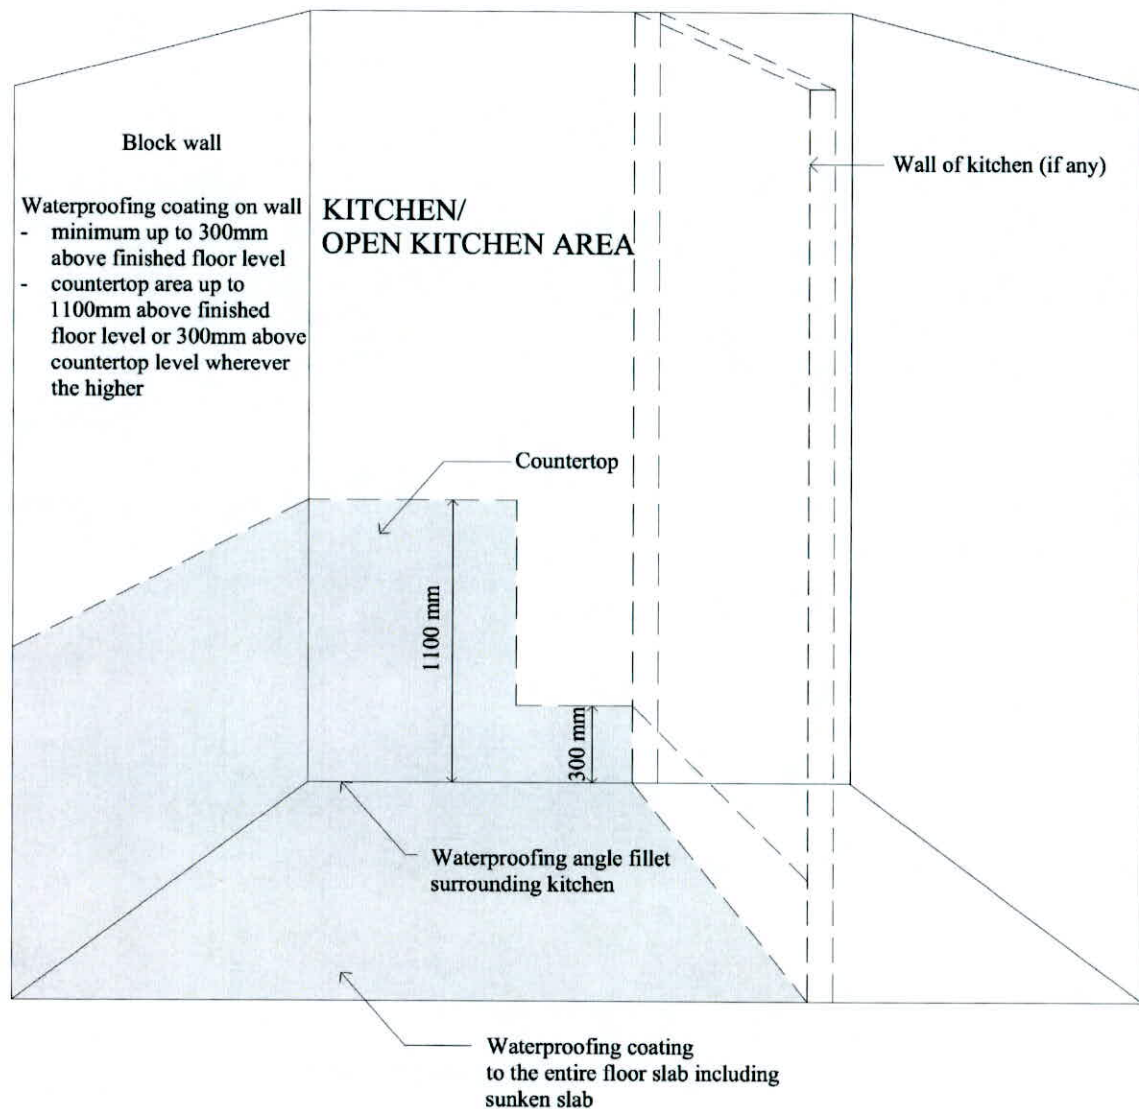 Block wall
Waterproofing coating on wall
- minimum up to 300mm
above finished floor level
- countertop area up to
1100mm above finished
floor level or 300mm above
countertop level wherever
the higher
KITCHEN/
OPEN KITCHEN AREA
Wall of kitchen (if any)
Countertop
1100 mm
300 mm
Waterproofing angle fillet
surrounding kitchen
Waterproofing coating
to the entire floor slab including
sunken slab